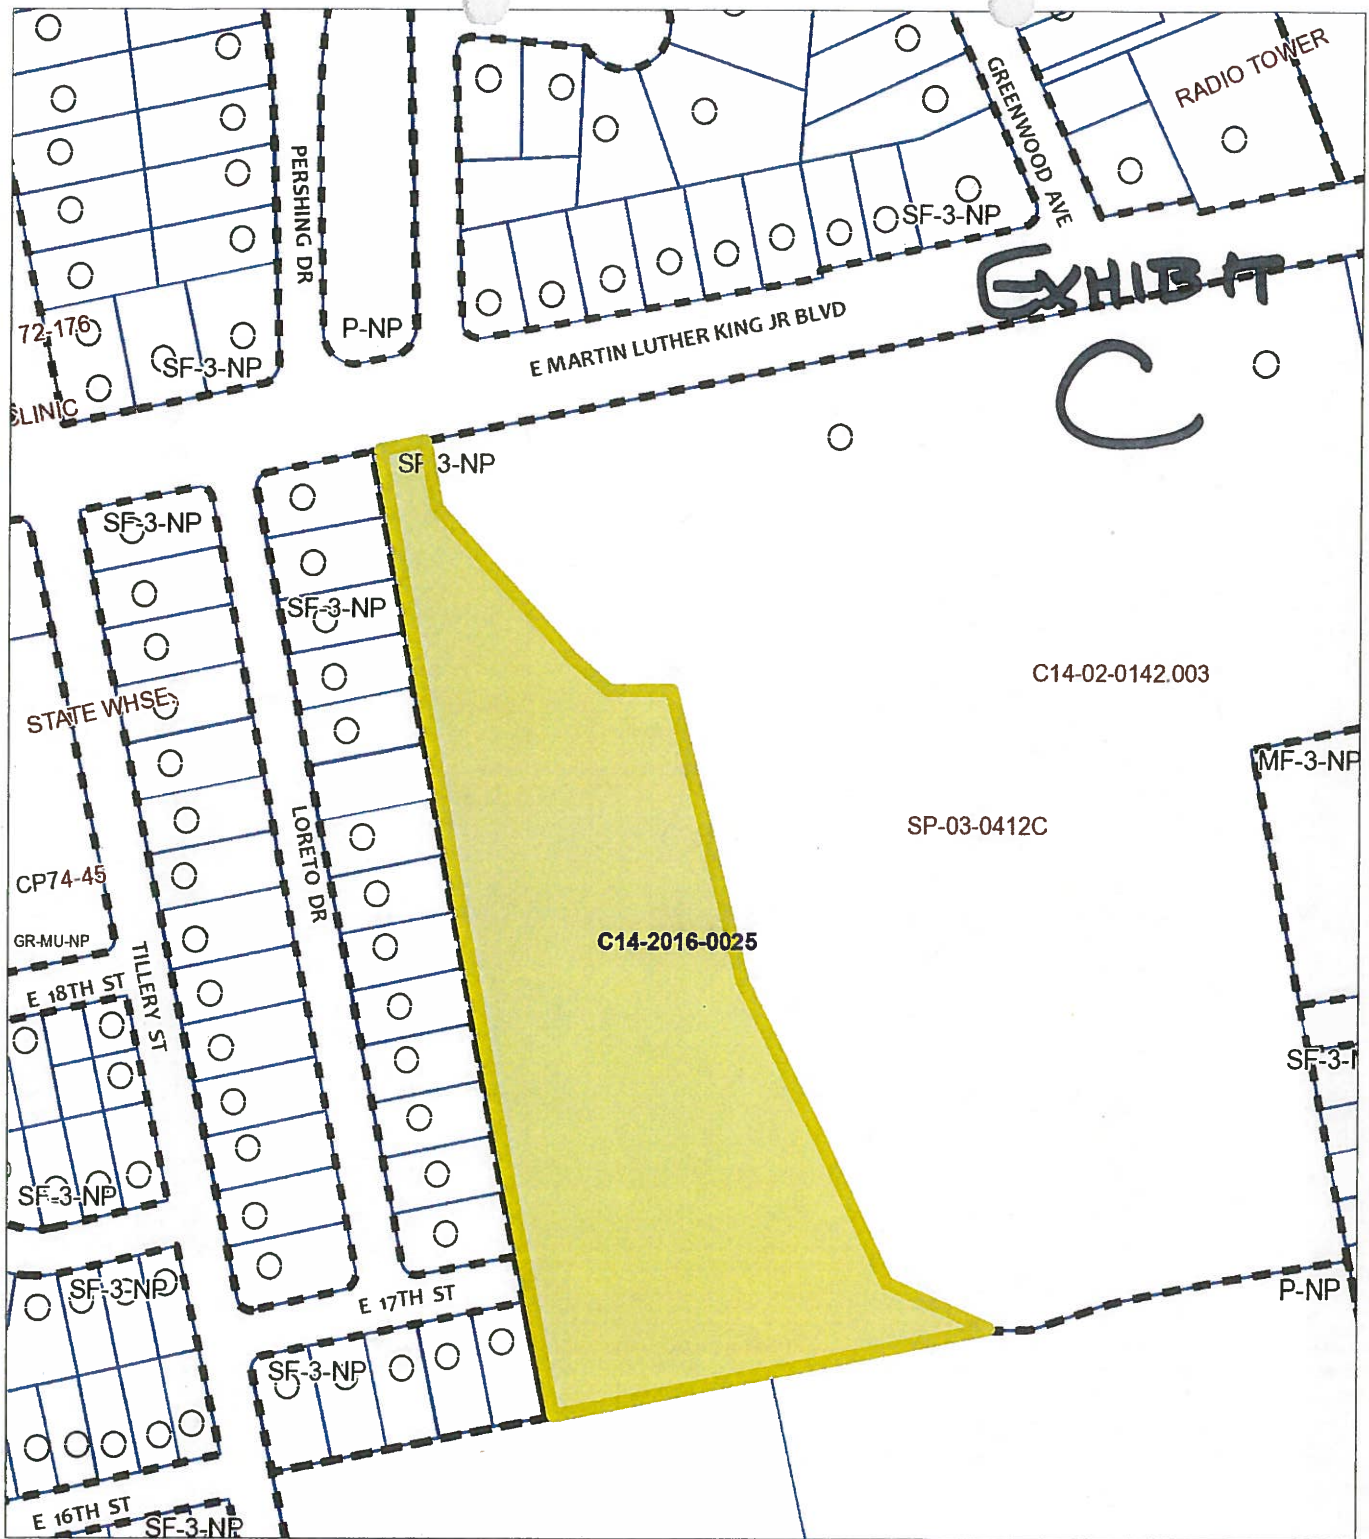 GREENWOOD AVE
RADIO TOWER
PERSHING DR
SF-3-NP
P-NP
E MARTIN LUTHER KING JR BLVD
EXHIBIT
C
72-176
SF-3-NP
CLINIC
SF-3-NP
SF-3-NP
SF-3-NP
C14-02-0142.003
STATE WHSE
MF-3-NP
SP-03-0412C
LORETO DR
CP74-45
GR-MU-NP
C14-2016-0025
TILLERY ST
E 18TH ST
SF-3-N
SF-3-NP
SF-3-NP
E 17TH ST
P-NP
SF-3-NP
E 16TH ST
SF-3-NP